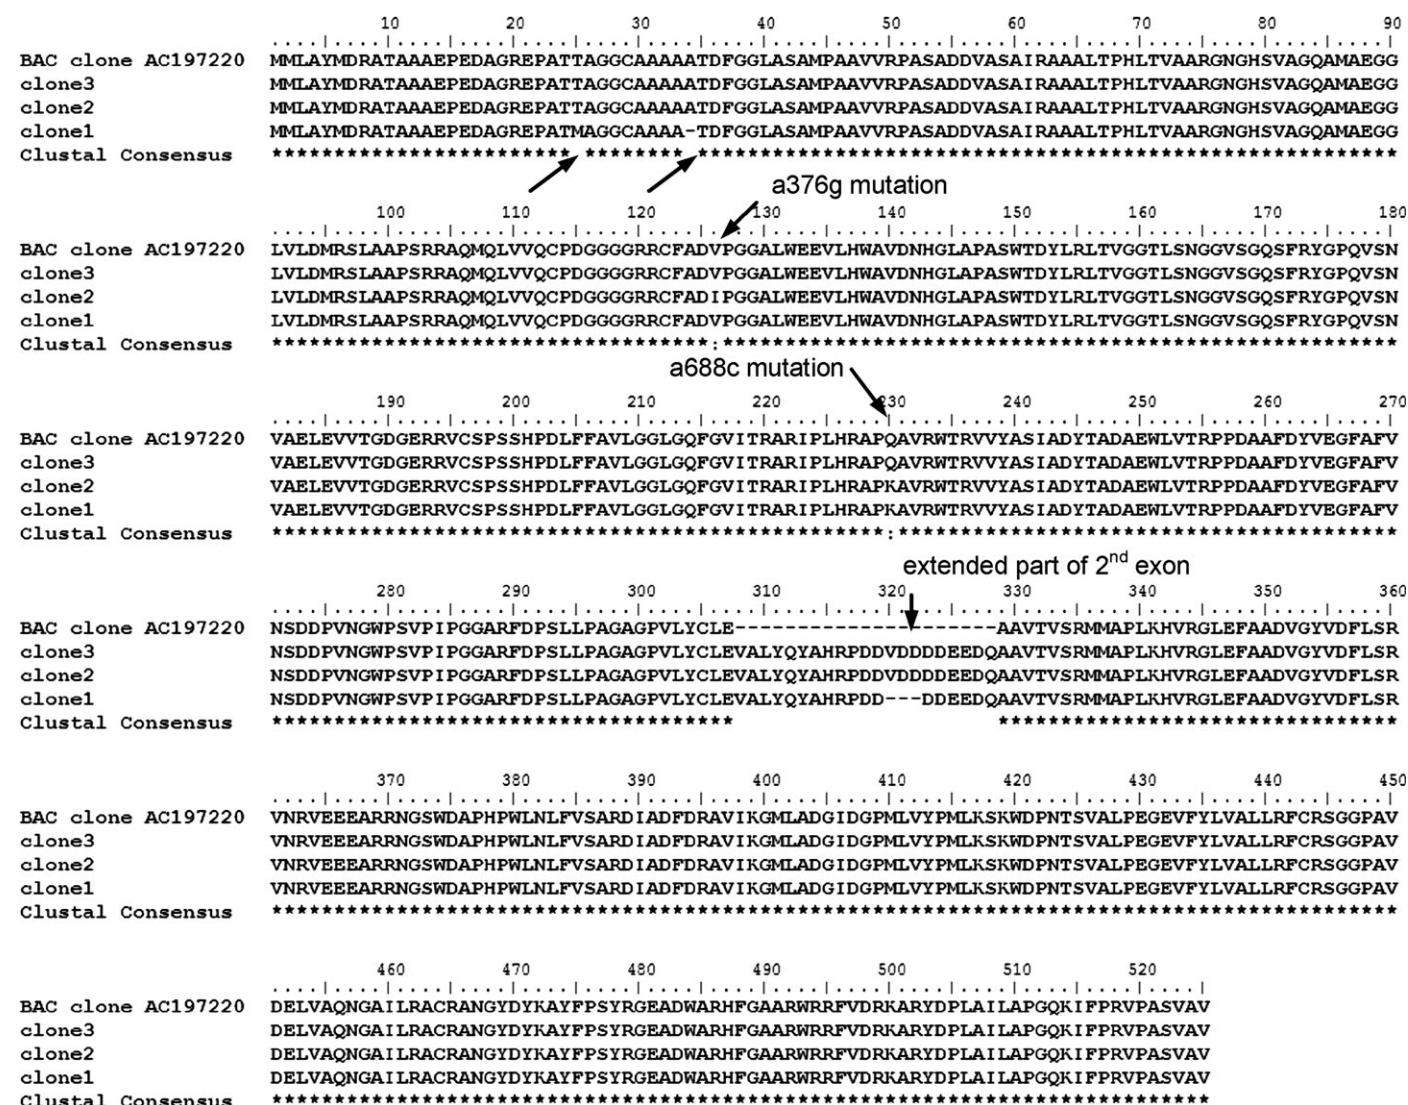 10 20 30 40 50 60 70 80 90
BAC clone AC197220 MMLAYMDRATAAAEPEDAGREPATTAGGCAAAAATDFGGLASAMPAAVVRPASADDVASAIRAAALTPHLTVAARGNGHSVAGQAMAEGG
clone3 MMLAYMDRATAAAEPEDAGREPATTAGGCAAAAATDFGGLASAMPAAVVRPASADDVASAIRAAALTPHLTVAARGNGHSVAGQAMAEGG
clone2 MMLAYMDRATAAAEPEDAGREPATTAGGCAAAAATDFGGLASAMPAAVVRPASADDVASAIRAAALTPHLTVAARGNGHSVAGQAMAEGG
clone1 MMLAYMDRATAAAEPEDAGREPATMAGGCAAAA-TDFGGLASAMPAAVVRPASADDVASAIRAAALTPHLTVAARGNGHSVAGQAMAEGG
Clustal Consensus ************************ ******** ********************************************************
a376g mutation
100 110 120 130 140 150 160 170 180
BAC clone AC197220 LVLDMRSLAAPSRRAQMQLVVQCPDGGGGRRCFADVPGGALWEEVLHWAVDNHGLAPASWTDYLRLTVGGTLSNGGVSGQSFRYGPQVSN
clone3 LVLDMRSLAAPSRRAQMQLVVQCPDGGGGRRCFADVPGGALWEEVLHWAVDNHGLAPASWTDYLRLTVGGTLSNGGVSGQSFRYGPQVSN
clone2 LVLDMRSLAAPSRRAQMQLVVQCPDGGGGRRCFADIPGGALWEEVLHWAVDNHGLAPASWTDYLRLTVGGTLSNGGVSGQSFRYGPQVSN
clone1 LVLDMRSLAAPSRRAQMQLVVQCPDGGGGRRCFADVPGGALWEEVLHWAVDNHGLAPASWTDYLRLTVGGTLSNGGVSGQSFRYGPQVSN
Clustal Consensus ***********************************:******************************************************
a688c mutation
190 200 210 220 230 240 250 260 270
BAC clone AC197220 VAELEVVTGDGERRVCSPSSHPDLFFAVLGGLGQFGVITRARIPLHRAPQAVRWTRVVYASIADYTADAEWLVTRPPDAAFDYVEGFAFV
clone3 VAELEVVTGDGERRVCSPSSHPDLFFAVLGGLGQFGVITRARIPLHRAPQAVRWTRVVYASIADYTADAEWLVTRPPDAAFDYVEGFAFV
clone2 VAELEVVTGDGERRVCSPSSHPDLFFAVLGGLGQFGVITRARIPLHRAPKAVRWTRVVYASIADYTADAEWLVTRPPDAAFDYVEGFAFV
clone1 VAELEVVTGDGERRVCSPSSHPDLFFAVLGGLGQFGVITRARIPLHRAPKAVRWTRVVYASIADYTADAEWLVTRPPDAAFDYVEGFAFV
Clustal Consensus *************************************************:****************************************
extended part of 2nd exon
280 290 300 310 320 330 340 350 360
BAC clone AC197220 NSDDPVNGWPSVPIPGGARFDPSLLPAGAGPVLYCLE---------------------AAVTVSRMMAPLKHVRGLEFAADVGYVDFLSR
clone3 NSDDPVNGWPSVPIPGGARFDPSLLPAGAGPVLYCLEVALYQYAHRPDDVDDDDEEDQAAVTVSRMMAPLKHVRGLEFAADVGYVDFLSR
clone2 NSDDPVNGWPSVPIPGGARFDPSLLPAGAGPVLYCLEVALYQYAHRPDDVDDDDEEDQAAVTVSRMMAPLKHVRGLEFAADVGYVDFLSR
clone1 NSDDPVNGWPSVPIPGGARFDPSLLPAGAGPVLYCLEVALYQYAHRPDD---DDEEDQAAVTVSRMMAPLKHVRGLEFAADVGYVDFLSR
Clustal Consensus *************************************                     ********************************
370 380 390 400 410 420 430 440 450
BAC clone AC197220 VNRVEEEARRNGSWDAPHPWLNLFVSARDIADFDRAVIKGMLADGIDGPMLVYPMLKSKWDPNTSVALPEGEVFYLVALLRFCRSGGPAV
clone3 VNRVEEEARRNGSWDAPHPWLNLFVSARDIADFDRAVIKGMLADGIDGPMLVYPMLKSKWDPNTSVALPEGEVFYLVALLRFCRSGGPAV
clone2 VNRVEEEARRNGSWDAPHPWLNLFVSARDIADFDRAVIKGMLADGIDGPMLVYPMLKSKWDPNTSVALPEGEVFYLVALLRFCRSGGPAV
clone1 VNRVEEEARRNGSWDAPHPWLNLFVSARDIADFDRAVIKGMLADGIDGPMLVYPMLKSKWDPNTSVALPEGEVFYLVALLRFCRSGGPAV
Clustal Consensus ******************************************************************************************
460 470 480 490 500 510 520
BAC clone AC197220 DELVAQNGAILRACRANGYDYKAYFPSYRGEADWARHFGAARWRRFVDRKARYDPLAILAPGQKIFPRVPASVAV
clone3 DELVAQNGAILRACRANGYDYKAYFPSYRGEADWARHFGAARWRRFVDRKARYDPLAILAPGQKIFPRVPASVAV
clone2 DELVAQNGAILRACRANGYDYKAYFPSYRGEADWARHFGAARWRRFVDRKARYDPLAILAPGQKIFPRVPASVAV
clone1 DELVAQNGAILRACRANGYDYKAYFPSYRGEADWARHFGAARWRRFVDRKARYDPLAILAPGQKIFPRVPASVAV
Clustal Consensus ***************************************************************************